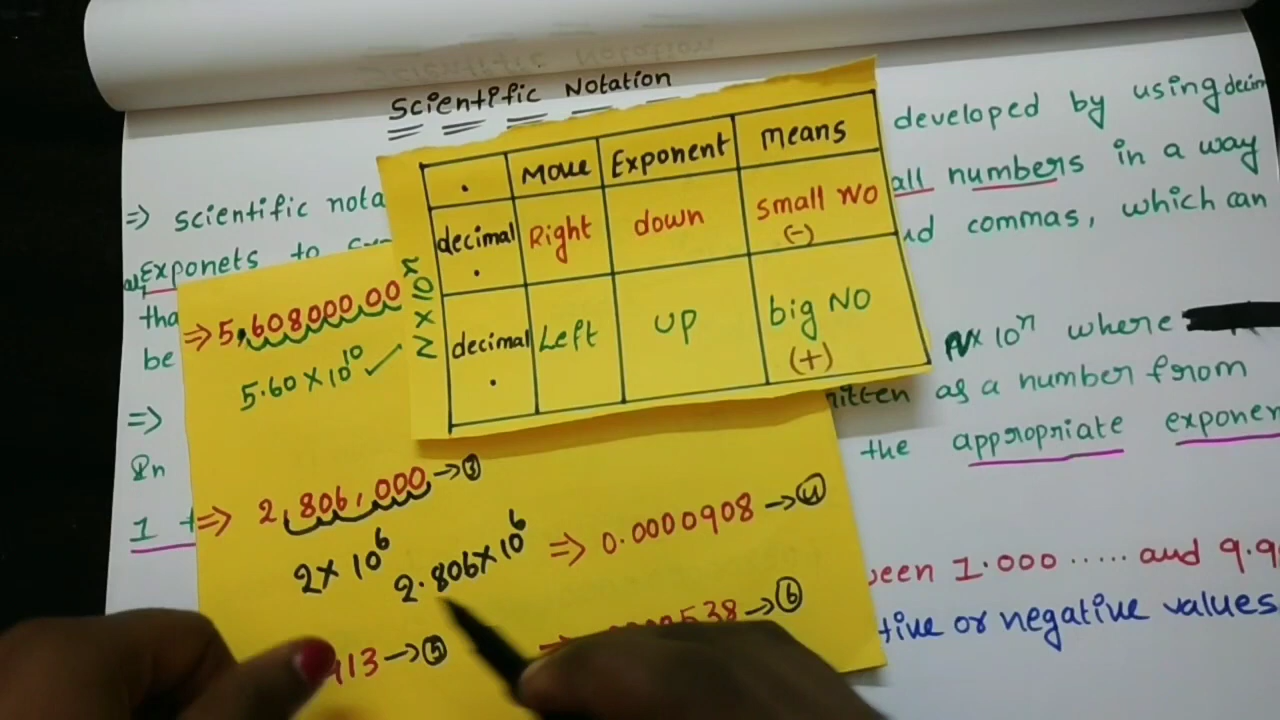 Scientific Notation
. Move Exponent means
decimal . Right down small No (-)
decimal . Left up big No (+)
N × 10ⁿ
developed by using decim
=> scientific nota
all numbers in a way
Exponets to
nd commas, which can
tha
be
=> 5,608000,00
5.60 × 10¹⁰ ✓
N × 10ⁿ where
=>
as a number from
In
the appropriate exponen
1
=> 2,806,000 → ③
2 × 10⁶
2.806 × 10⁶
=> 0.0000908 → ④
een 1.000 ..... and 9.9
413 → ⑤
538 → ⑥
tive or negative values